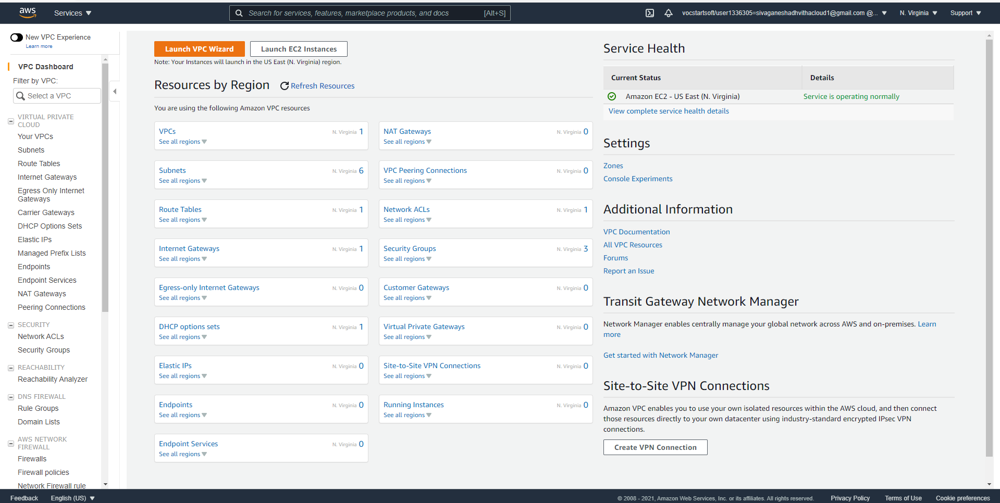 aws
Services
Search for services, features, marketplace products, and docs [Alt+S]
vocstartsoft/user1336305=sivaganeshadhvithacloud1@gmail.com @...
N. Virginia
Support
New VPC Experience
Learn more
VPC Dashboard
Filter by VPC:
Select a VPC
VIRTUAL PRIVATE
CLOUD
Your VPCs
Subnets
Route Tables
Internet Gateways
Egress Only Internet
Gateways
Carrier Gateways
DHCP Options Sets
Elastic IPs
Managed Prefix Lists
Endpoints
Endpoint Services
NAT Gateways
Peering Connections
SECURITY
Network ACLs
Security Groups
REACHABILITY
Reachability Analyzer
DNS FIREWALL
Rule Groups
Domain Lists
AWS NETWORK
FIREWALL
Firewalls
Firewall policies
Network Firewall rule
Launch VPC Wizard
Launch EC2 Instances
Note: Your Instances will launch in the US East (N. Virginia) region.
Resources by Region
Refresh Resources
You are using the following Amazon VPC resources
VPCs N. Virginia 1
See all regions
NAT Gateways N. Virginia 0
See all regions
Subnets N. Virginia 6
See all regions
VPC Peering Connections N. Virginia 0
See all regions
Route Tables N. Virginia 1
See all regions
Network ACLs N. Virginia 1
See all regions
Internet Gateways N. Virginia 1
See all regions
Security Groups N. Virginia 3
See all regions
Egress-only Internet Gateways N. Virginia 0
See all regions
Customer Gateways N. Virginia 0
See all regions
DHCP options sets N. Virginia 1
See all regions
Virtual Private Gateways N. Virginia 0
See all regions
Elastic IPs N. Virginia 0
See all regions
Site-to-Site VPN Connections N. Virginia 0
See all regions
Endpoints N. Virginia 0
See all regions
Running Instances N. Virginia 0
See all regions
Endpoint Services N. Virginia 0
See all regions
Service Health
Current Status Details
Amazon EC2 - US East (N. Virginia) Service is operating normally
View complete service health details
Settings
Zones
Console Experiments
Additional Information
VPC Documentation
All VPC Resources
Forums
Report an Issue
Transit Gateway Network Manager
Network Manager enables centrally manage your global network across AWS and on-premises. Learn
more
Get started with Network Manager
Site-to-Site VPN Connections
Amazon VPC enables you to use your own isolated resources within the AWS cloud, and then connect
those resources directly to your own datacenter using industry-standard encrypted IPsec VPN
connections.
Create VPN Connection
Feedback
English (US)
© 2008 - 2021, Amazon Web Services, Inc. or its affiliates. All rights reserved.
Privacy Policy
Terms of Use
Cookie preferences